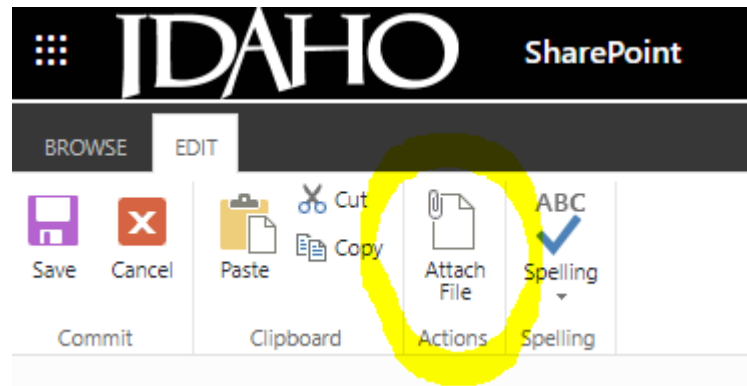 IDAHO SharePoint
BROWSE EDIT
Cut ABC
Copy
Save Cancel Paste Attach File Spelling
Commit Clipboard Actions Spelling